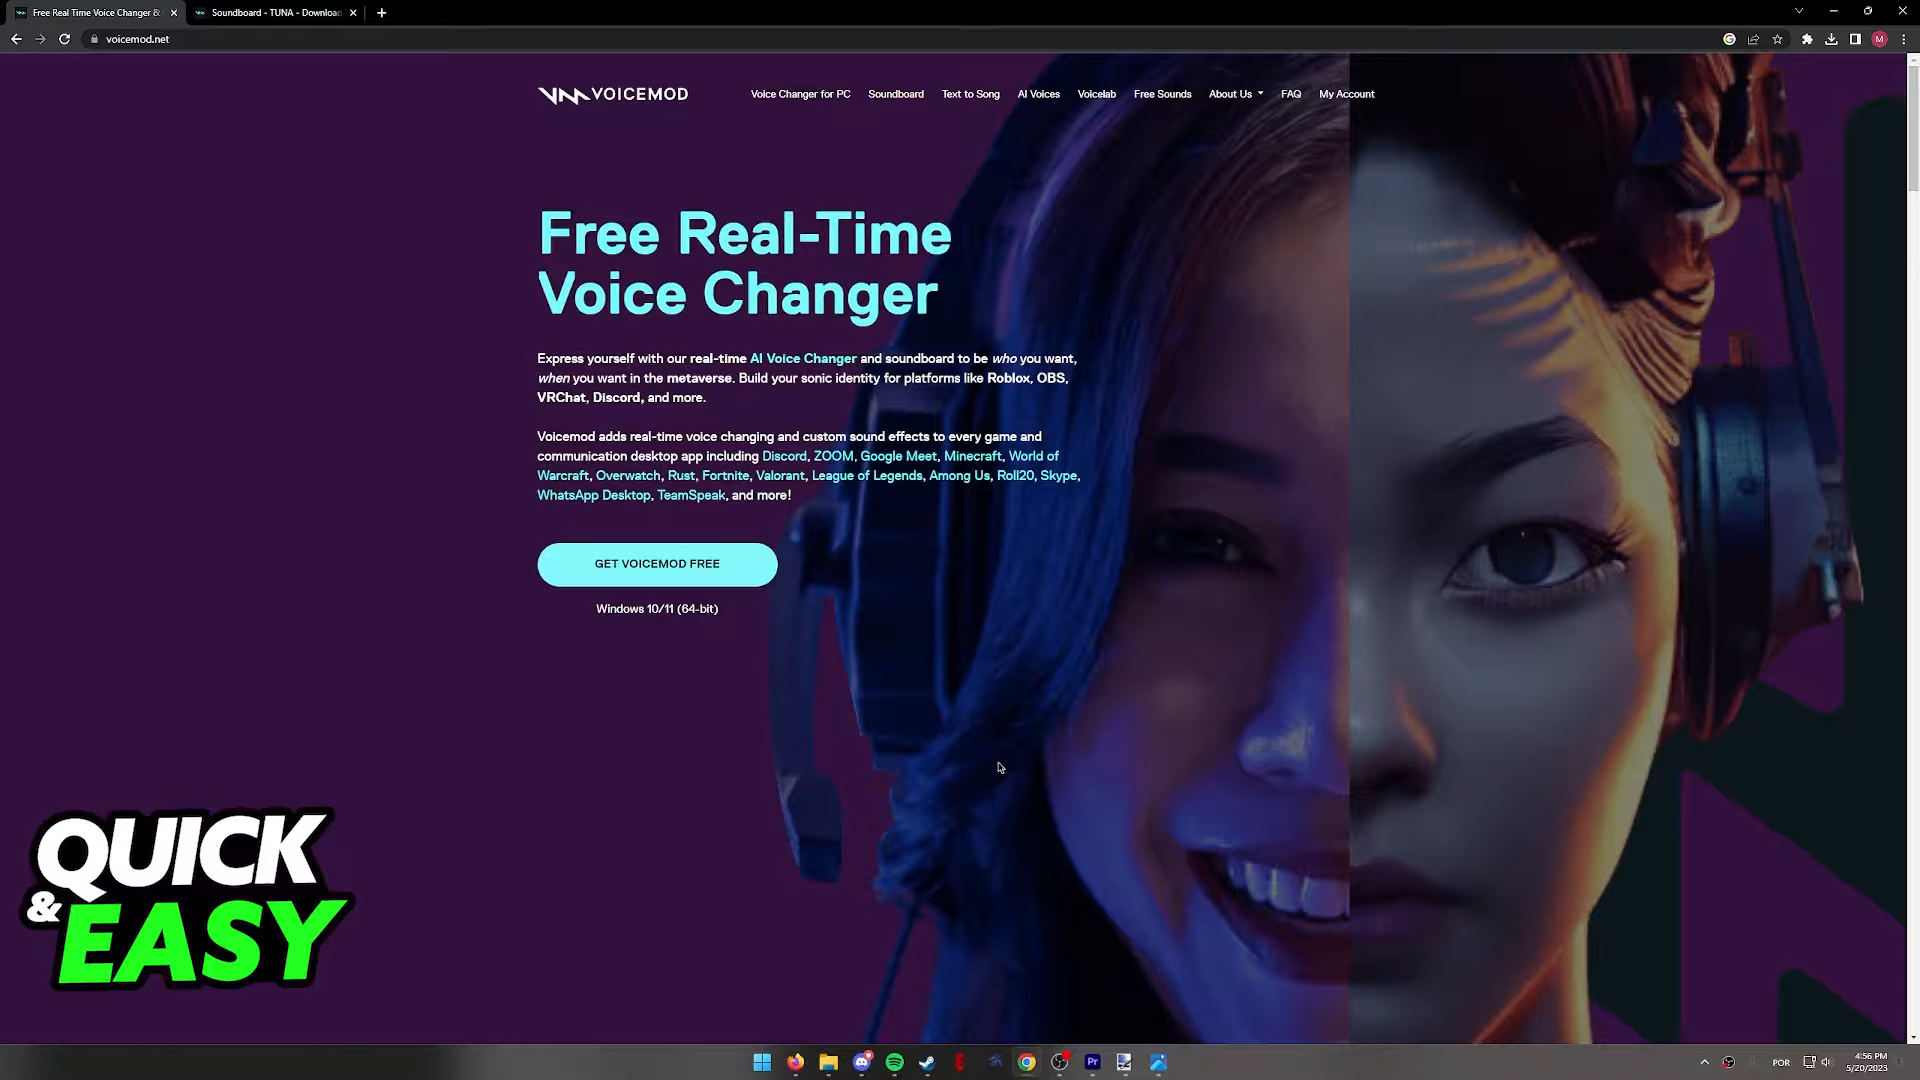 Free Real Time Voice Changer &
Soundboard - TUNA - Download
voicemod.net
M
VOICEMOD
Voice Changer for PC
Soundboard
Text to Song
AI Voices
Voicelab
Free Sounds
About Us
FAQ
My Account
Free Real-Time
Voice Changer
Express yourself with our real-time AI Voice Changer and soundboard to be who you want,
when you want in the metaverse. Build your sonic identity for platforms like Roblox, OBS,
VRChat, Discord, and more.
Voicemod adds real-time voice changing and custom sound effects to every game and
communication desktop app including Discord, ZOOM, Google Meet, Minecraft, World of
Warcraft, Overwatch, Rust, Fortnite, Valorant, League of Legends, Among Us, Roll20, Skype,
WhatsApp Desktop, TeamSpeak, and more!
GET VOICEMOD FREE
Windows 10/11 (64-bit)
QUICK
& EASY
Pr
POR
4:56 PM
5/20/2023